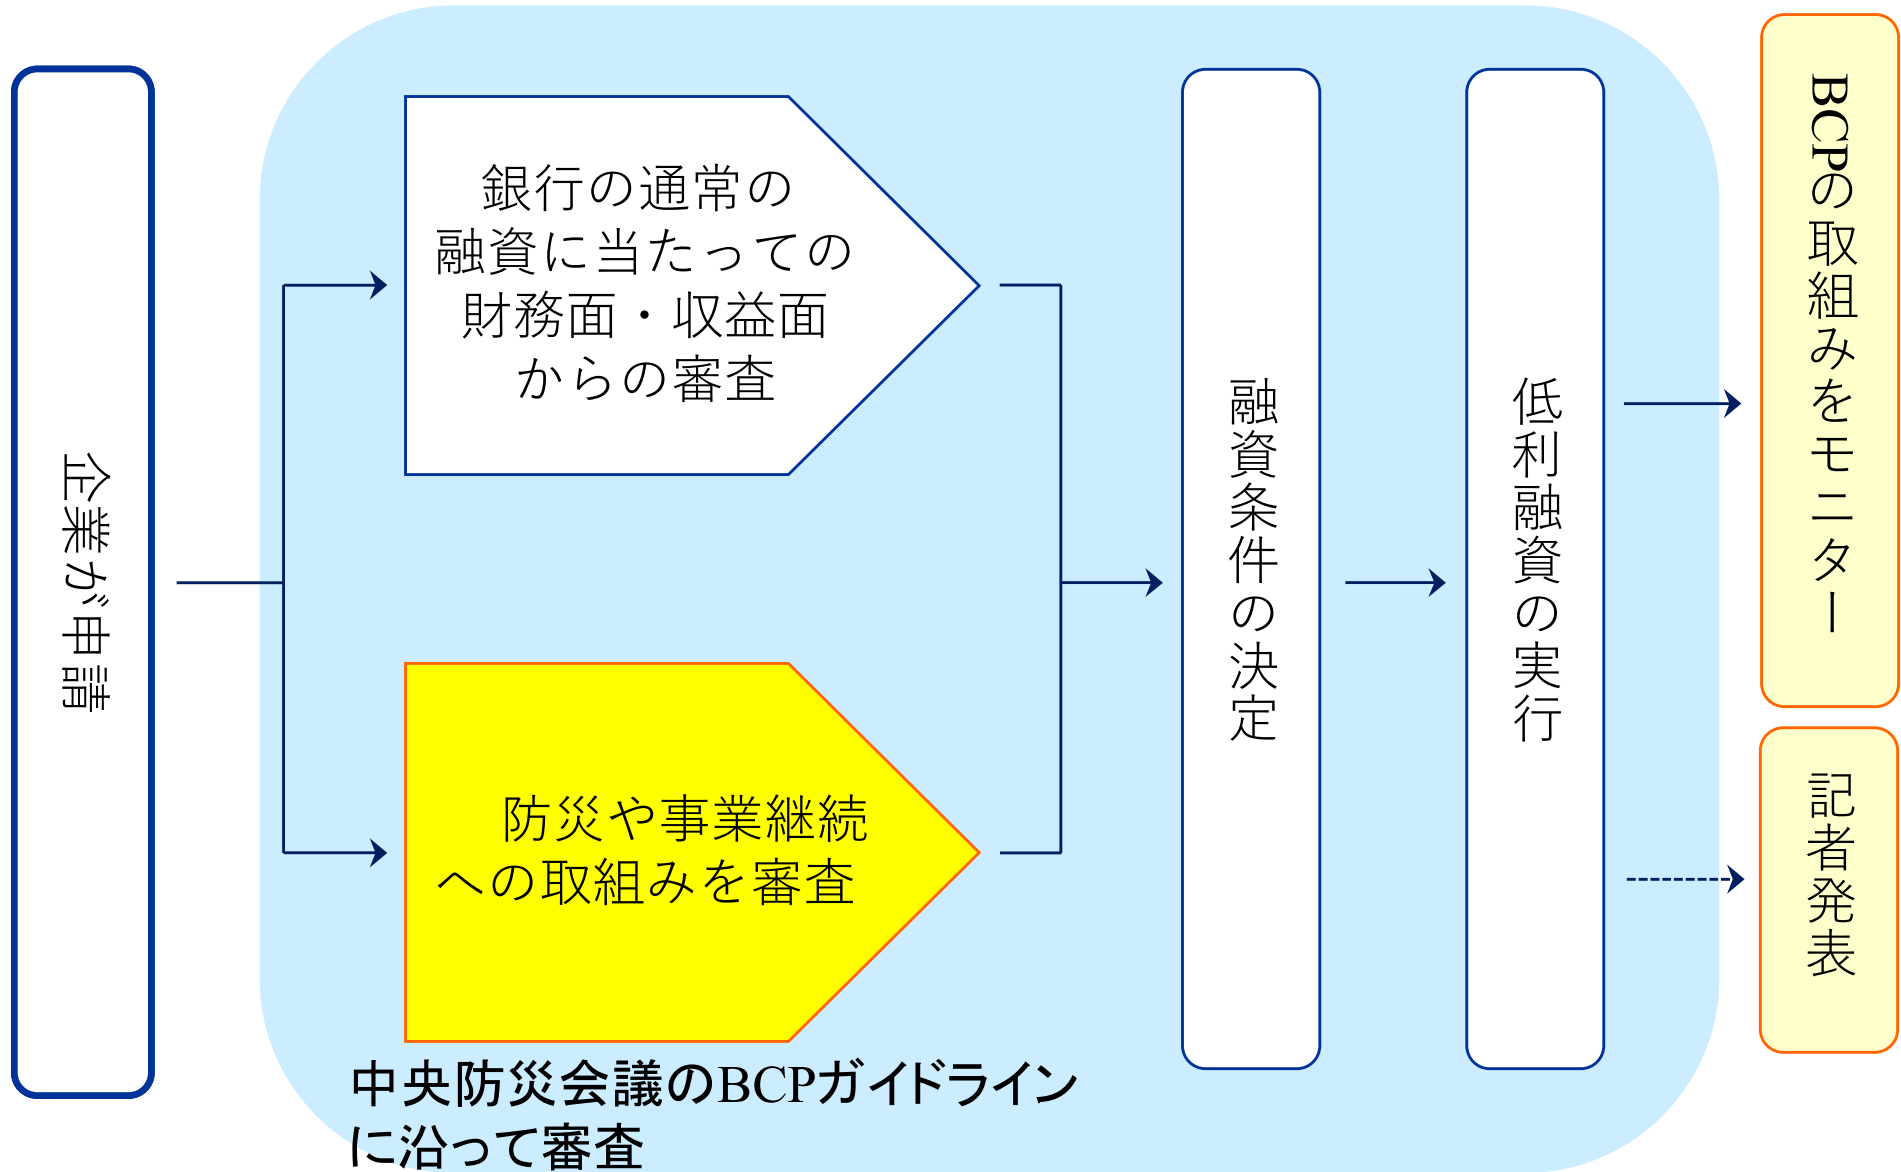 企業が申請
銀行の通常の
融資に当たっての
財務面・収益面
からの審査
防災や事業継続
への取組みを審査
中央防災会議のBCPガイドライン
に沿って審査
融資条件の決定
低利融資の実行
BCPの取組みをモニター
記者発表